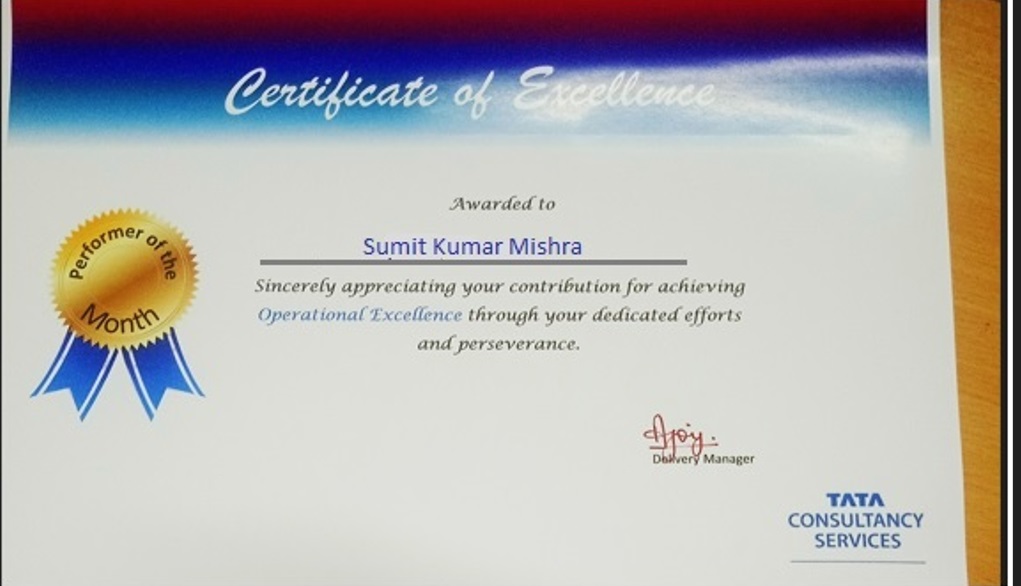 Certificate of Excellence
Awarded to
Sumit Kumar Mishra
Sincerely appreciating your contribution for achieving
Operational Excellence through your dedicated efforts
and perseverance.
Performer of the
Month
Ajoy.
Delivery Manager
TATA
CONSULTANCY
SERVICES